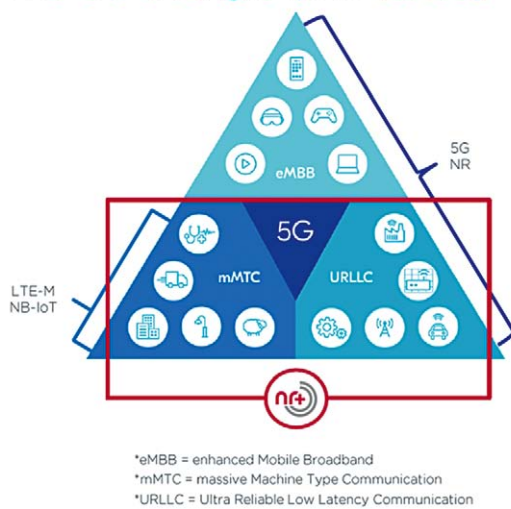 eMBB
5G
NR
5G
mMTC
URLLC
LTE-M
NB-IoT
nr+
*eMBB = enhanced Mobile Broadband
*mMTC = massive Machine Type Communication
*URLLC = Ultra Reliable Low Latency Communication